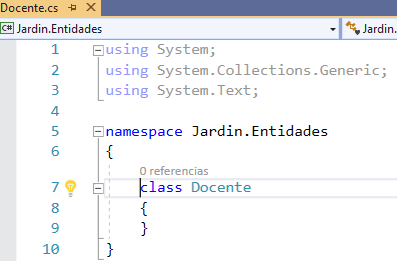 Docente.cs
C# Jardin.Entidades Jardin.
1 using System;
2 using System.Collections.Generic;
3 using System.Text;
4
5 namespace Jardin.Entidades
6 {
0 referencias
7 class Docente
8 {
9 }
10 }